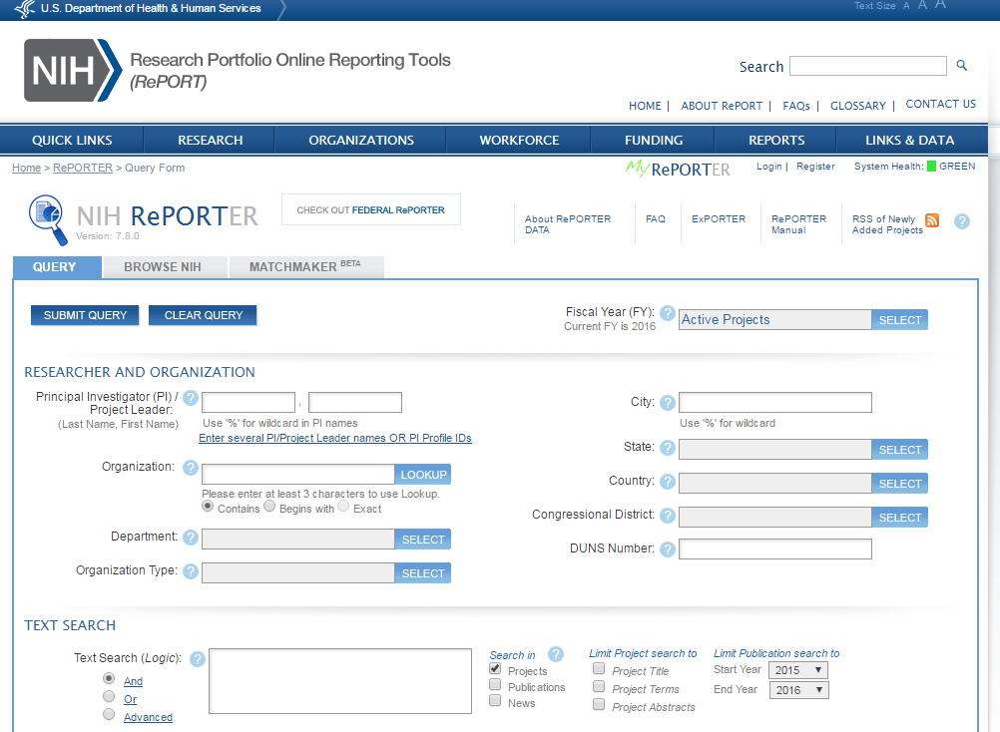 U.S. Department of Health & Human Services
Text Size A A A
NIH
Research Portfolio Online Reporting Tools
(RePORT)
Search
HOME | ABOUT RePORT | FAQs | GLOSSARY | CONTACT US
QUICK LINKS RESEARCH ORGANIZATIONS WORKFORCE FUNDING REPORTS LINKS & DATA
Home > RePORTER > Query Form
My RePORTER
Login | Register
System Health: GREEN
NIH RePORTER
Version: 7.8.0
CHECK OUT FEDERAL RePORTER
About RePORTER
DATA
FAQ
ExPORTER
RePORTER
Manual
RSS of Newly
Added Projects
?
QUERY BROWSE NIH MATCHMAKER BETA
SUBMIT QUERY CLEAR QUERY
Fiscal Year (FY): ? Active Projects SELECT
Current FY is 2016
RESEARCHER AND ORGANIZATION
Principal Investigator (PI) / ?
Project Leader: ,
(Last Name, First Name)
Use '%' for wildcard in PI names
Enter several PI/Project Leader names OR PI Profile IDs
Organization: ? LOOKUP
Please enter at least 3 characters to use Lookup.
Contains Begins with Exact
Department: ? SELECT
Organization Type: ? SELECT
City: ?
Use '%' for wildcard
State: ? SELECT
Country: ? SELECT
Congressional District: ? SELECT
DUNS Number: ?
TEXT SEARCH
Text Search (Logic): ?
And
Or
Advanced
Search in ?
Projects
Publications
News
Limit Project search to
Project Title
Project Terms
Project Abstracts
Limit Publication search to
Start Year 2015
End Year 2016